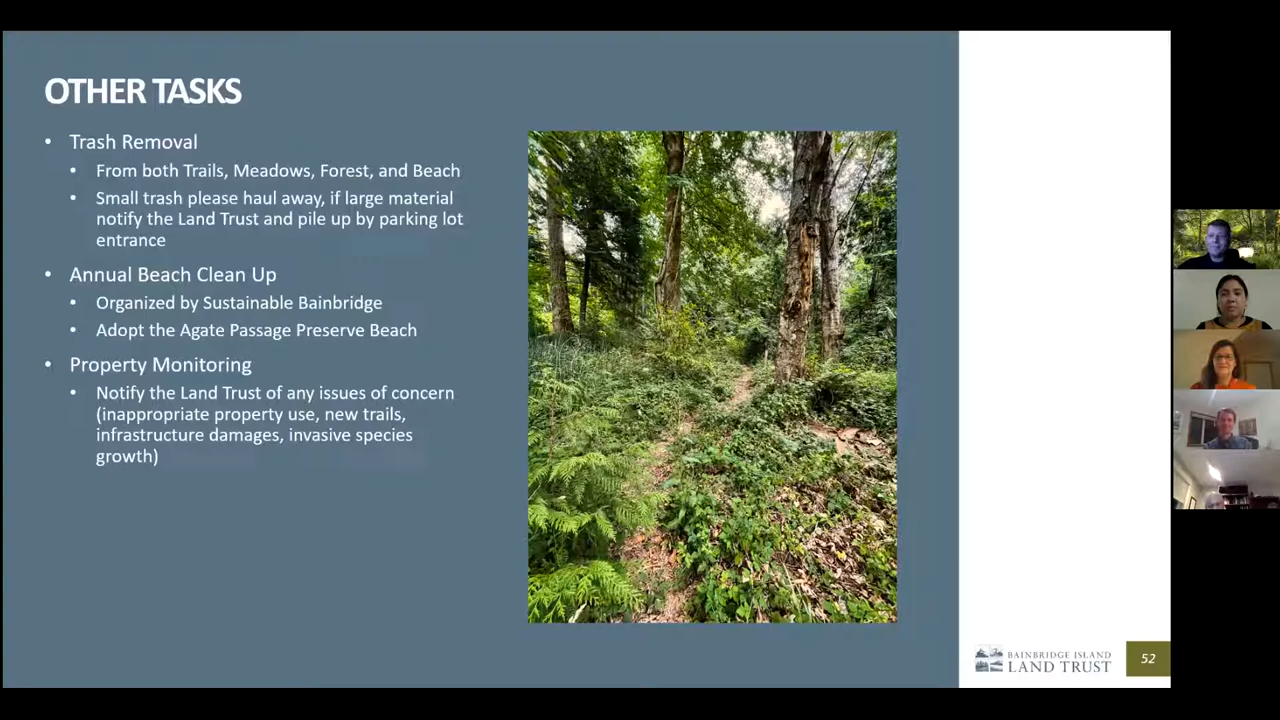 OTHER TASKS
• Trash Removal
• From both Trails, Meadows, Forest, and Beach
• Small trash please haul away, if large material
notify the Land Trust and pile up by parking lot
entrance
• Annual Beach Clean Up
• Organized by Sustainable Bainbridge
• Adopt the Agate Passage Preserve Beach
• Property Monitoring
• Notify the Land Trust of any issues of concern
(inappropriate property use, new trails,
infrastructure damages, invasive species
growth)
BAINBRIDGE ISLAND
LAND TRUST
52